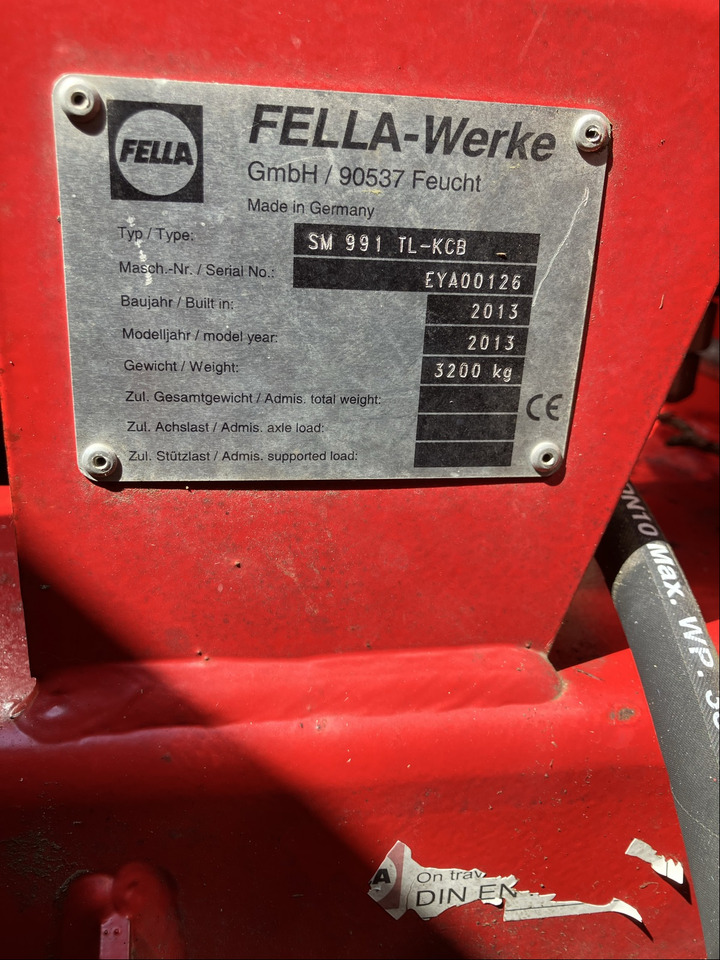 FELLA
FELLA-Werke
GmbH / 90537 Feucht
Made in Germany
Typ / Type: SM 991 TL-KCB
Masch.-Nr. / Serial No.: EYA00126
Baujahr / Built in: 2013
Modelljahr / model year: 2013
Gewicht / Weight: 3200 kg
Zul. Gesamtgewicht / Admis. total weight:
Zul. Achslast / Admis. axle load:
Zul. Stützlast / Admis. supported load:
CE
Max. WP.
On trav
DIN EN